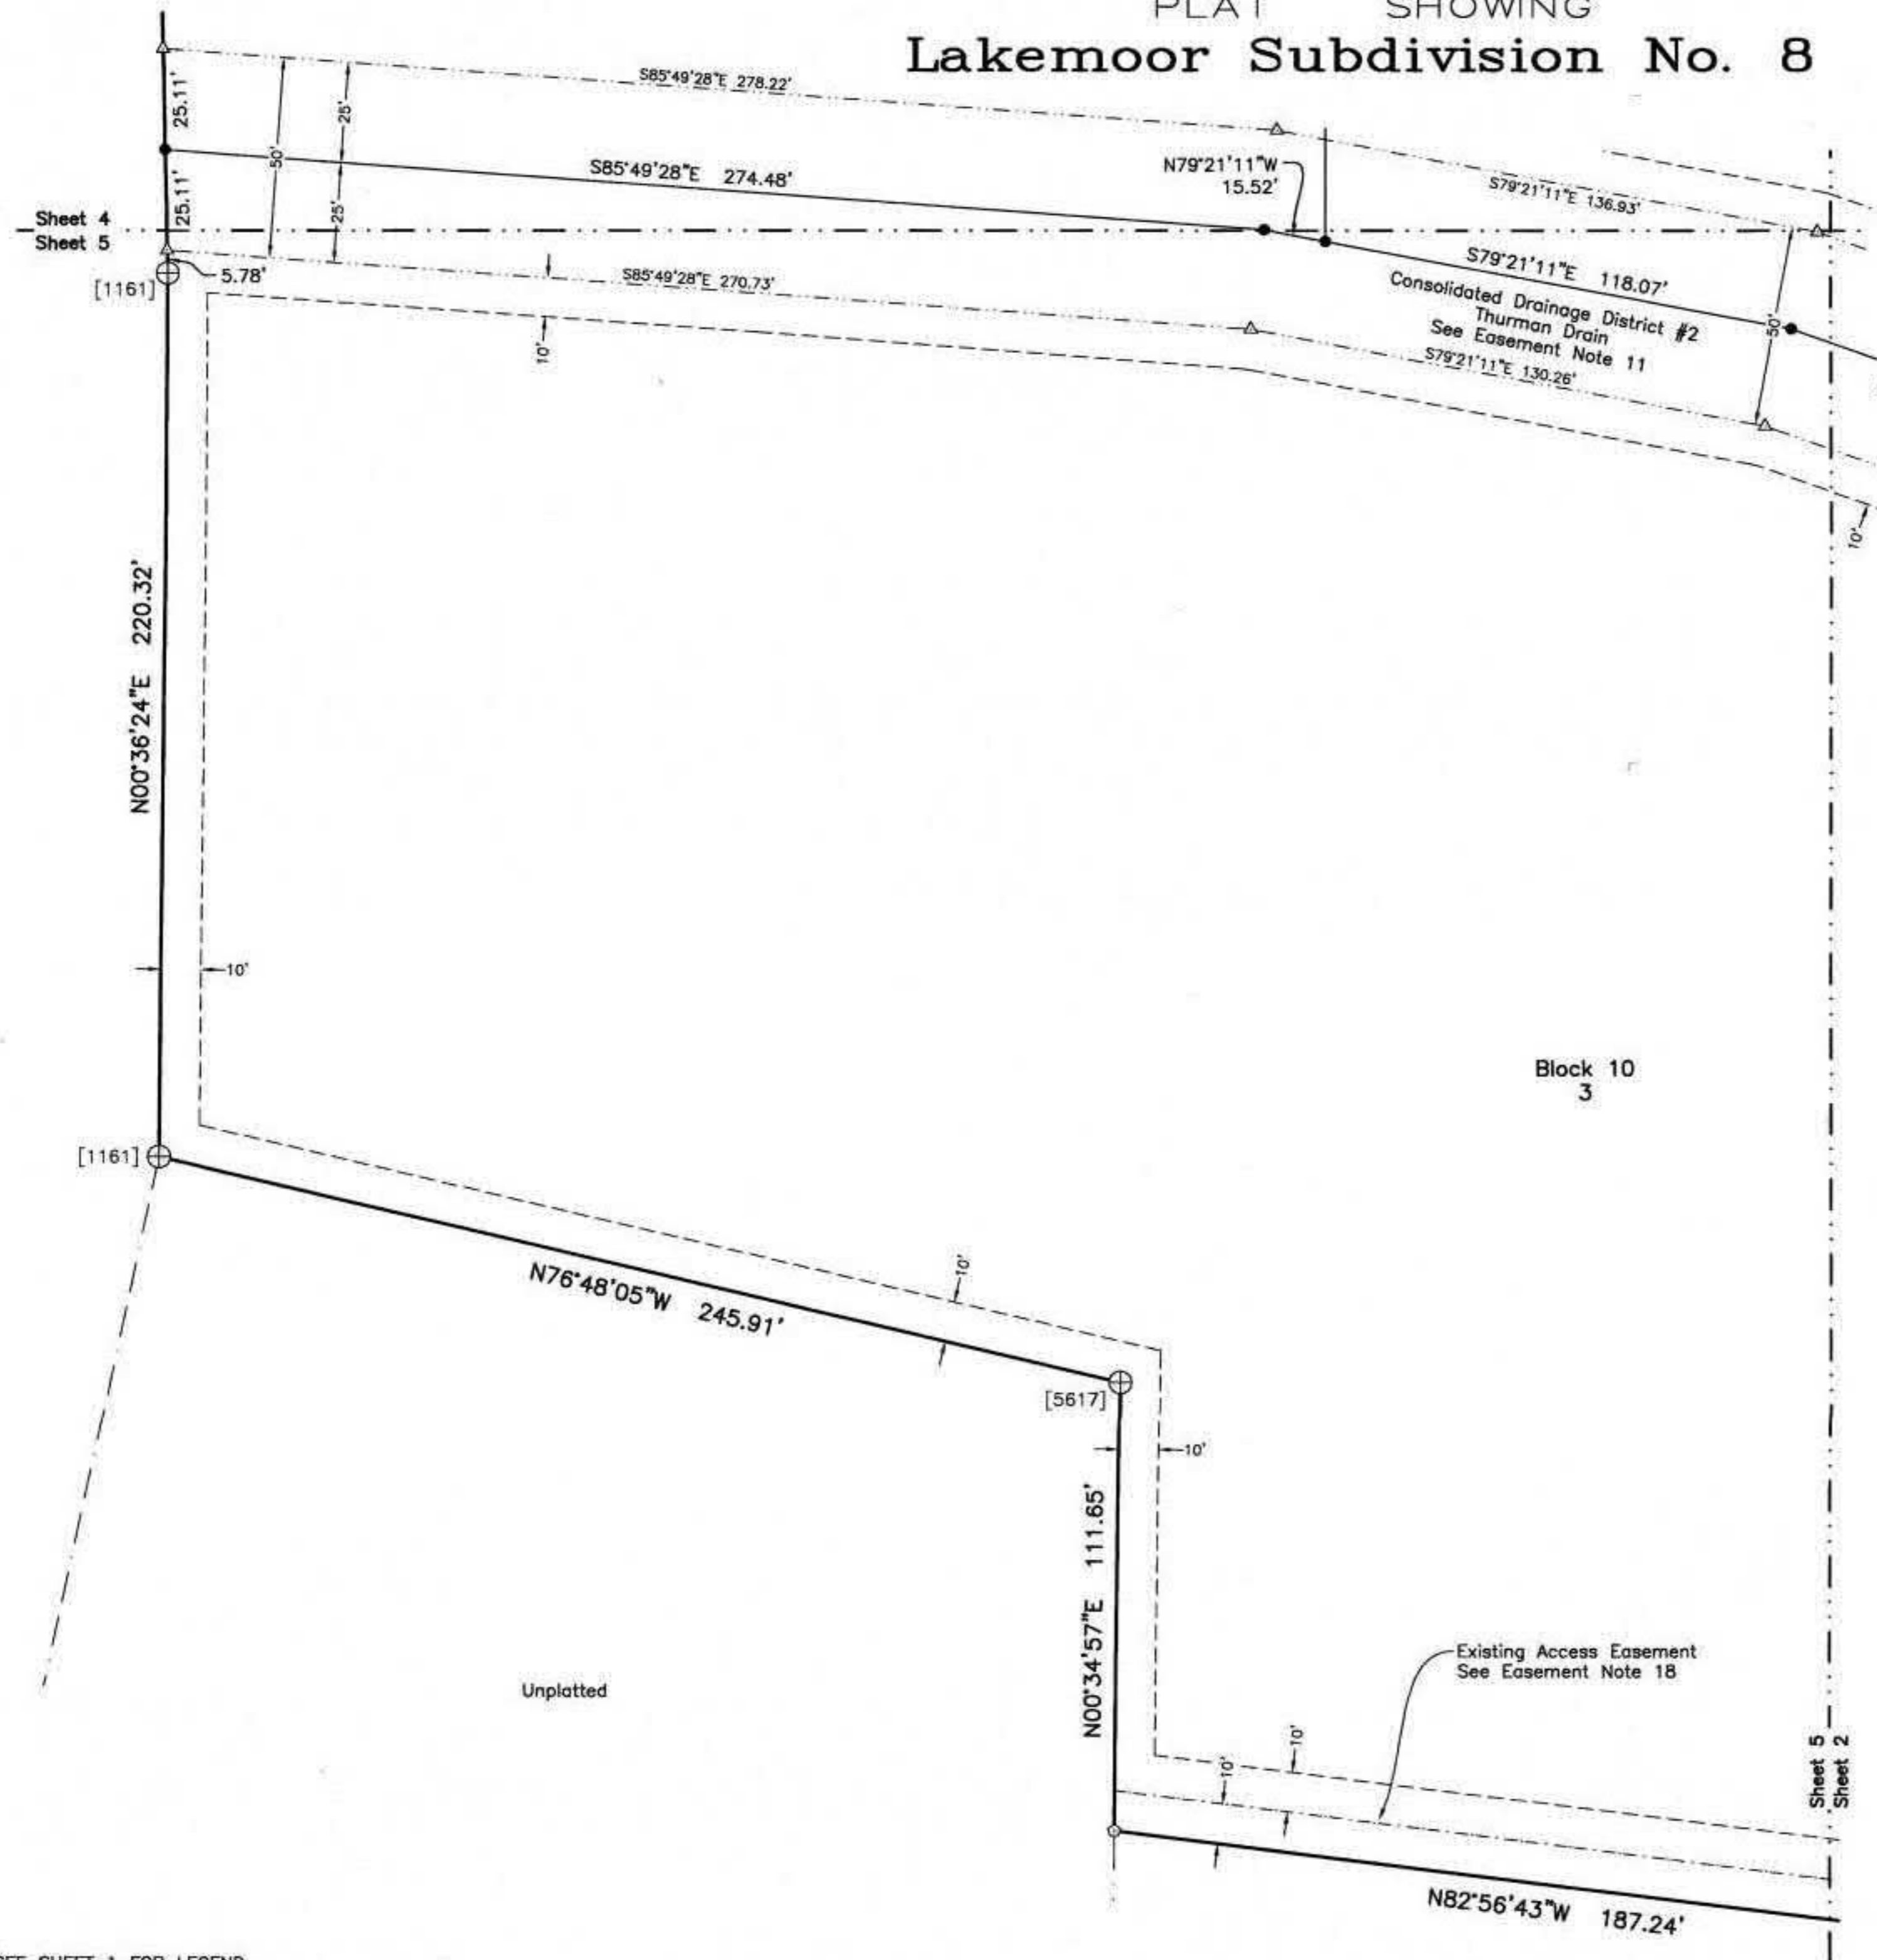 PLAT SHOWING
Lakemoor Subdivision No. 8
25.11'
S85°49'28"E 278.22'
25'
50'
N79°21'11"W
15.52'
S85°49'28"E 274.48'
25.11'
25'
S79°21'11"E 136.93'
Sheet 4
Sheet 5
5.78'
[1161]
S85°49'28"E 270.73'
S79°21'11"E 118.07'
Consolidated Drainage District #2
Thurman Drain
See Easement Note 11
50'
S79°21'11"E 130.26'
10'
10'
N00°36'24"E 220.32'
10'
Block 10
3
[1161]
10'
N76°48'05"W 245.91'
[5617]
10'
N00°34'57"E 111.65'
Unplatted
Existing Access Easement
See Easement Note 18
10'
10'
Sheet 5
Sheet 2
N82°56'43"W 187.24'
SEE SHEET 1 FOR LEGEND